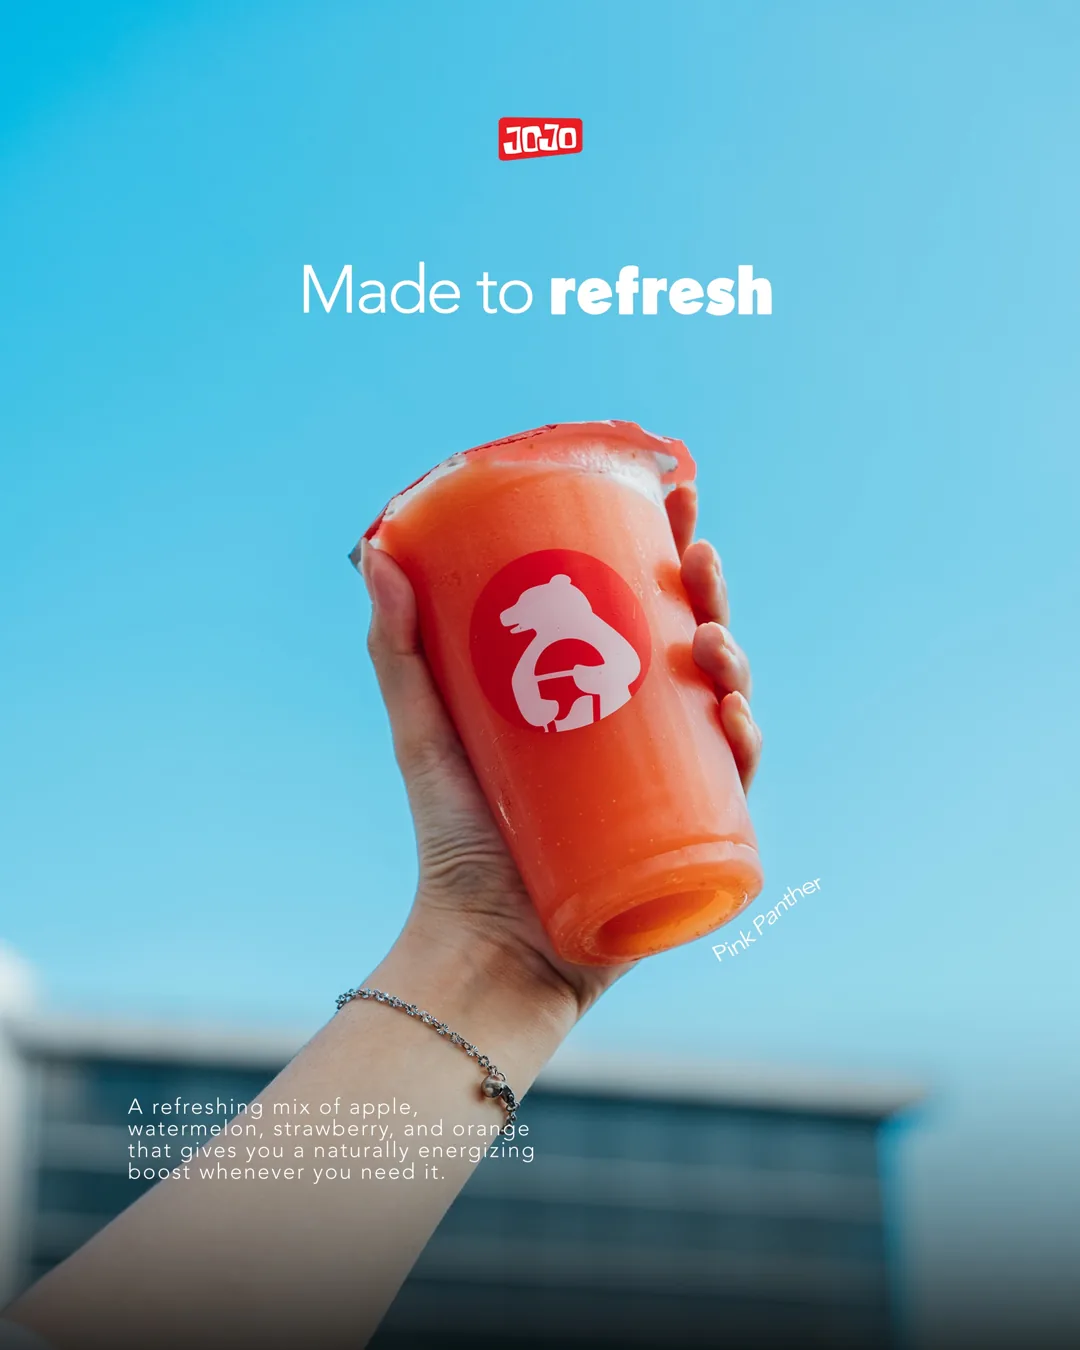 JOJO
Made to refresh
Pink Panther
A refreshing mix of apple,
watermelon, strawberry, and orange
that gives you a naturally energizing
boost whenever you need it.